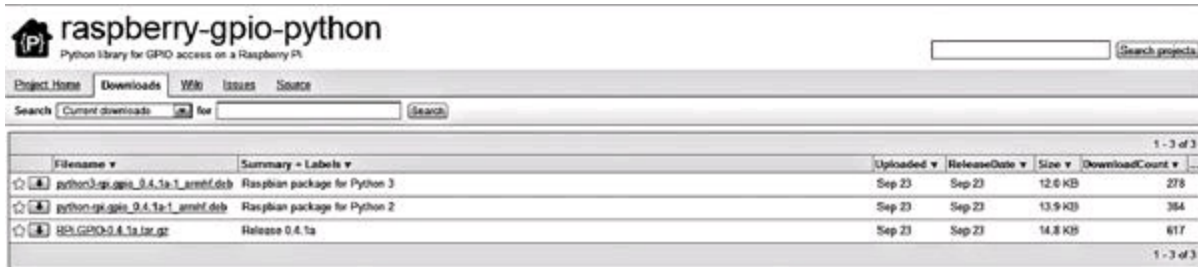 {P}
raspberry-gpio-python
Python library for GPIO access on a Raspberry Pi
Search projects
Project Home Downloads Wiki Issues Source
Search Current downloads for Search
1 - 3 of 3
Filename ▼ Summary + Labels ▼ Uploaded ▼ ReleaseDate ▼ Size ▼ DownloadCount ▼ ...
python3-rpi.gpio_0.4.1a-1_armhf.deb Raspbian package for Python 3 Sep 23 Sep 23 12.0 KB 278
python-rpi.gpio_0.4.1a-1_armhf.deb Raspbian package for Python 2 Sep 23 Sep 23 13.9 KB 364
RPi.GPIO-0.4.1a.tar.gz Release 0.4.1a Sep 23 Sep 23 14.8 KB 617
1 - 3 of 3